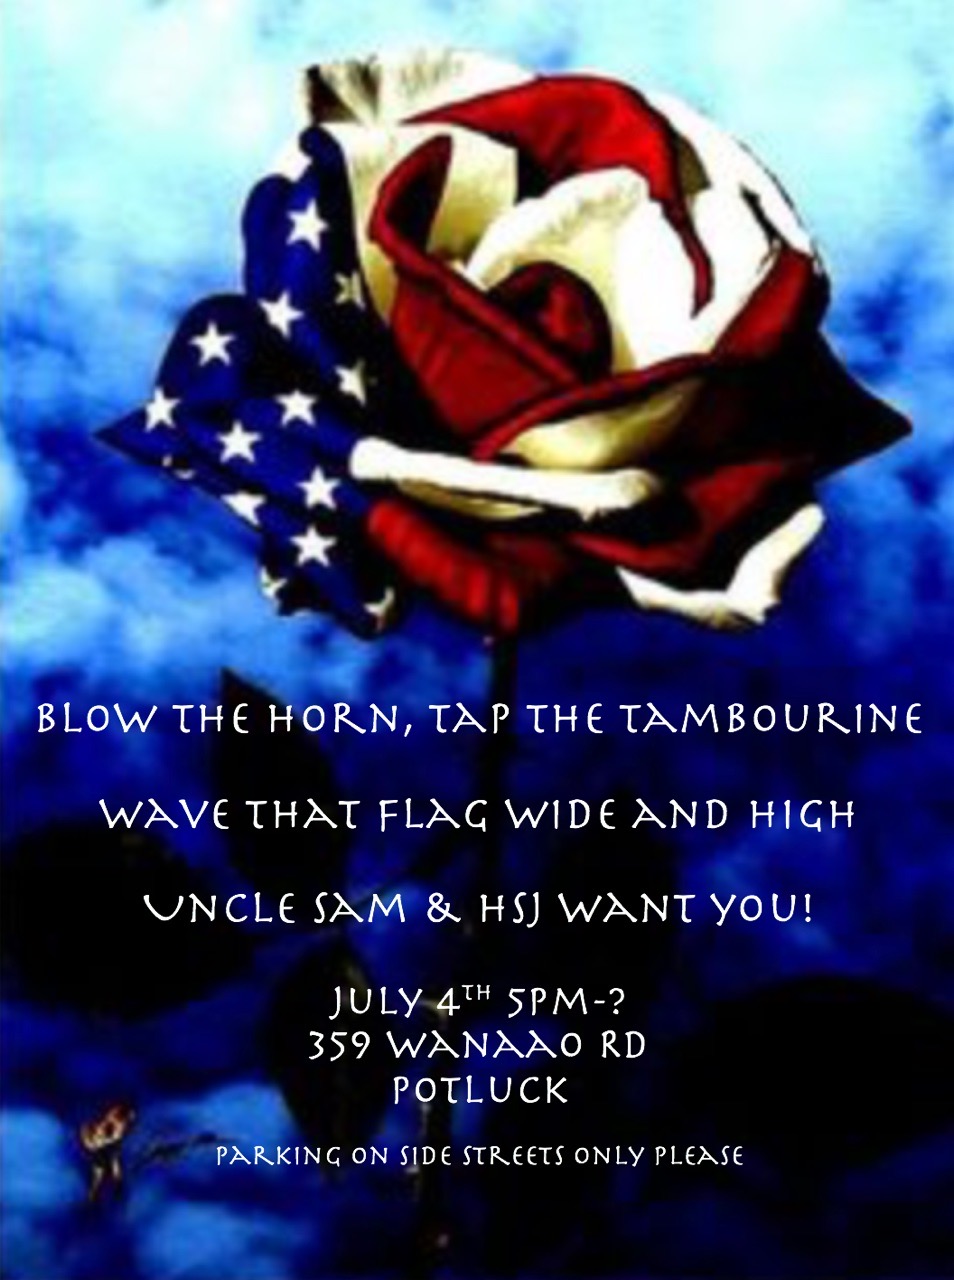 BLOW THE HORN, TAP THE TAMBOURINE
WAVE THAT FLAG WIDE AND HIGH
UNCLE SAM & HSJ WANT YOU!
JULY 4TH 5PM-?
359 WANAAO RD
POTLUCK
PARKING ON SIDE STREETS ONLY PLEASE